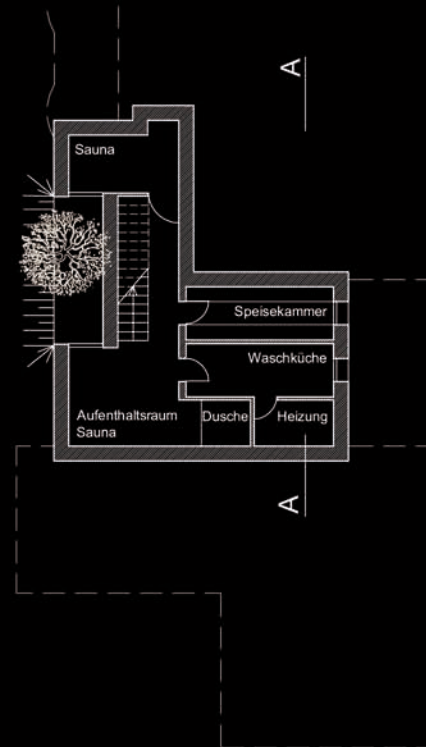 A
Sauna
Speisekammer
Waschküche
Aufenthaltsraum
Sauna
Dusche
Heizung
A